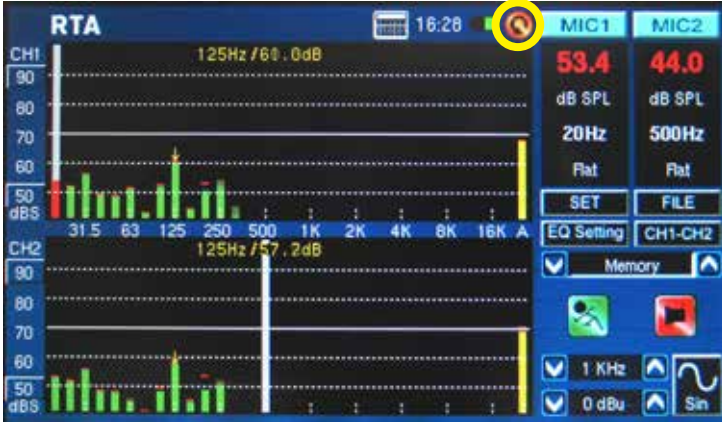 RTA 16:28 MIC1 MIC2
CH1 125Hz/60.0dB
90
80
70
60
50
dBS
31.5 63 125 250 500 1K 2K 4K 8K 16K A
CH2 125Hz/57.2dB
90
80
70
60
50
dBS
53.4 44.0
dB SPL dB SPL
20Hz 500Hz
Flat Flat
SET FILE
EQ Setting CH1-CH2
Memory
1 KHz
0 dBu
Sin